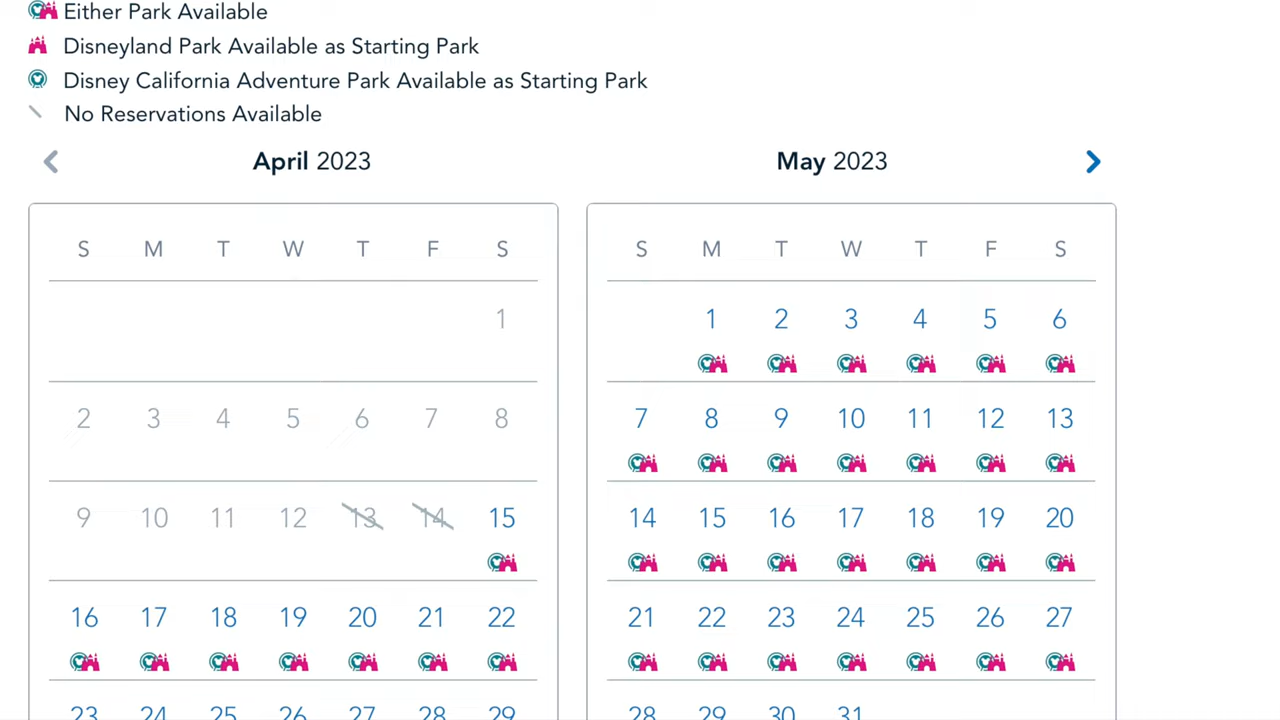 Either Park Available
Disneyland Park Available as Starting Park
Disney California Adventure Park Available as Starting Park
No Reservations Available
April 2023
S M T W T F S
1
2 3 4 5 6 7 8
9 10 11 12 13 14 15
16 17 18 19 20 21 22
23 24 25 26 27 28 29
May 2023
S M T W T F S
1 2 3 4 5 6
7 8 9 10 11 12 13
14 15 16 17 18 19 20
21 22 23 24 25 26 27
28 29 30 31